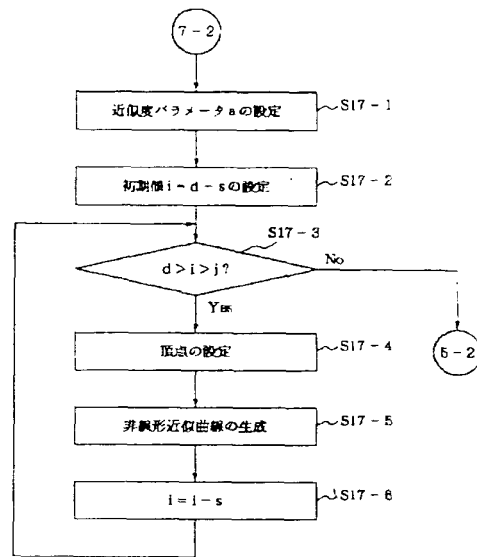 7-2
近似度パラメータaの設定
S17-1
初期値i=d-sの設定
S17-2
S17-3
d>i>j?
No
Yes
頂点の設定
S17-4
5-2
非線形近似曲線の生成
S17-5
i=i-s
S17-6